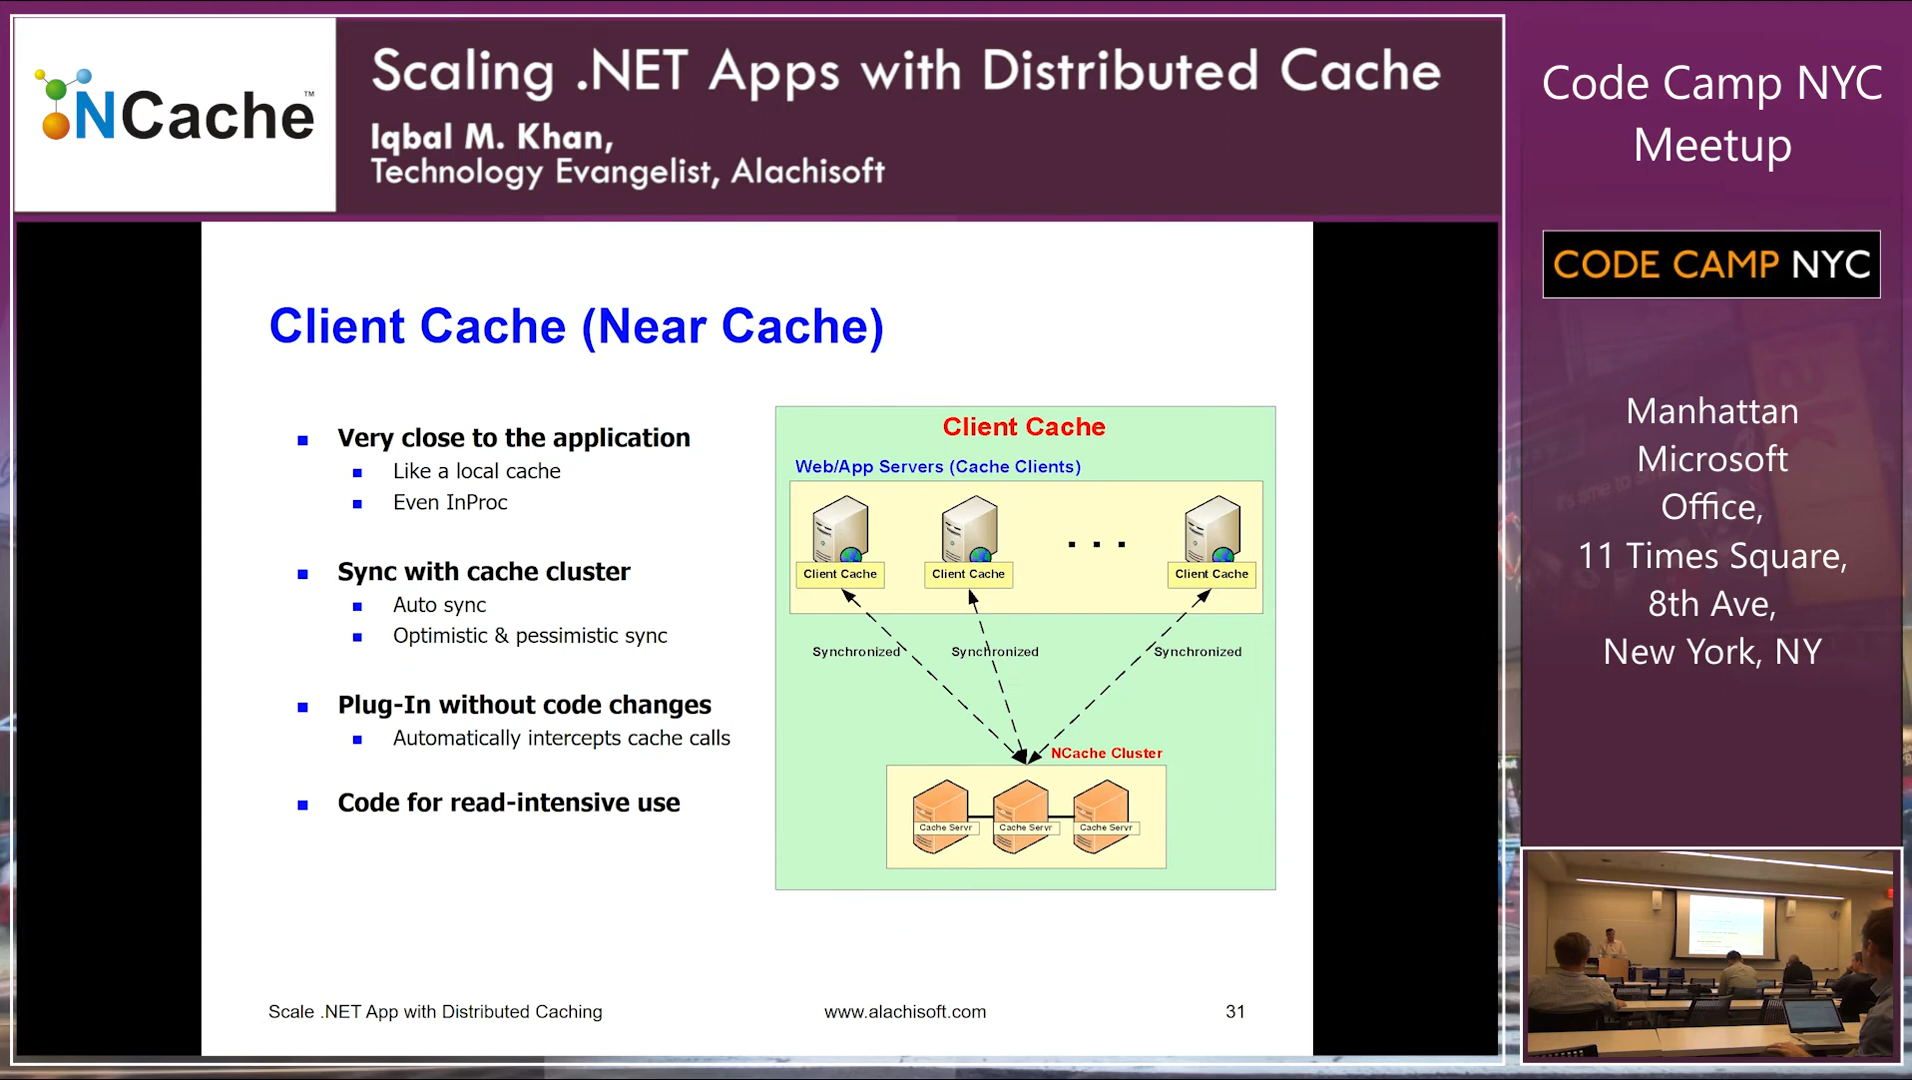 NCache™
Scaling .NET Apps with Distributed Cache
Iqbal M. Khan,
Technology Evangelist, Alachisoft
Code Camp NYC
Meetup
CODE CAMP NYC
Manhattan
Microsoft
Office,
11 Times Square,
8th Ave,
New York, NY
Client Cache (Near Cache)
Very close to the application
Like a local cache
Even InProc
Sync with cache cluster
Auto sync
Optimistic & pessimistic sync
Plug-In without code changes
Automatically intercepts cache calls
Code for read-intensive use
Client Cache
Web/App Servers (Cache Clients)
. . .
Client Cache
Client Cache
Client Cache
Synchronized
Synchronized
Synchronized
NCache Cluster
Cache Servr
Cache Servr
Cache Servr
Scale .NET App with Distributed Caching
www.alachisoft.com
31